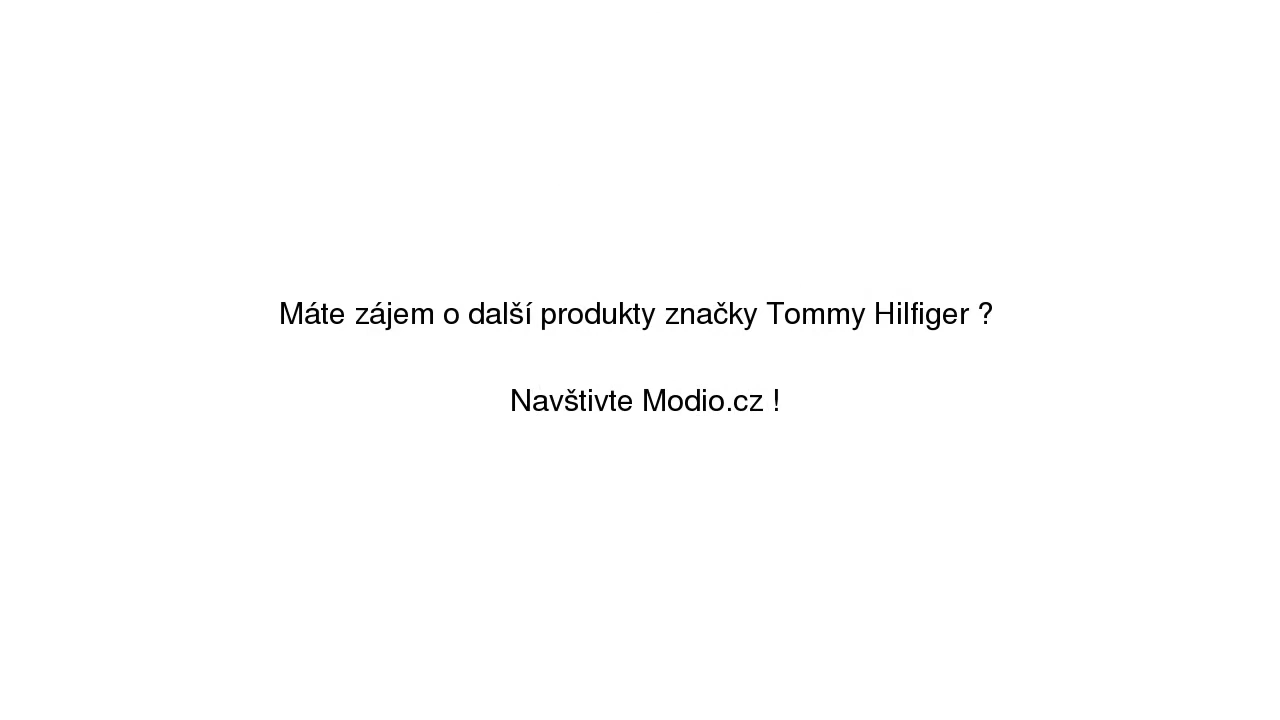 Máte zájem o další produkty značky Tommy Hilfiger ?
Navštivte Modio.cz !